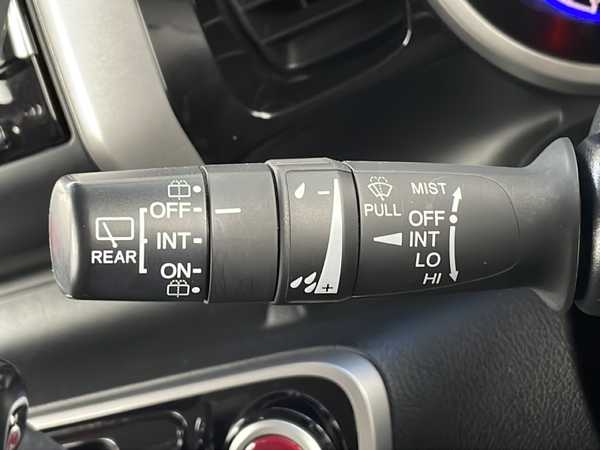 OFF
INT
REAR
ON
- +
PULL
MIST
OFF
INT
LO
HI